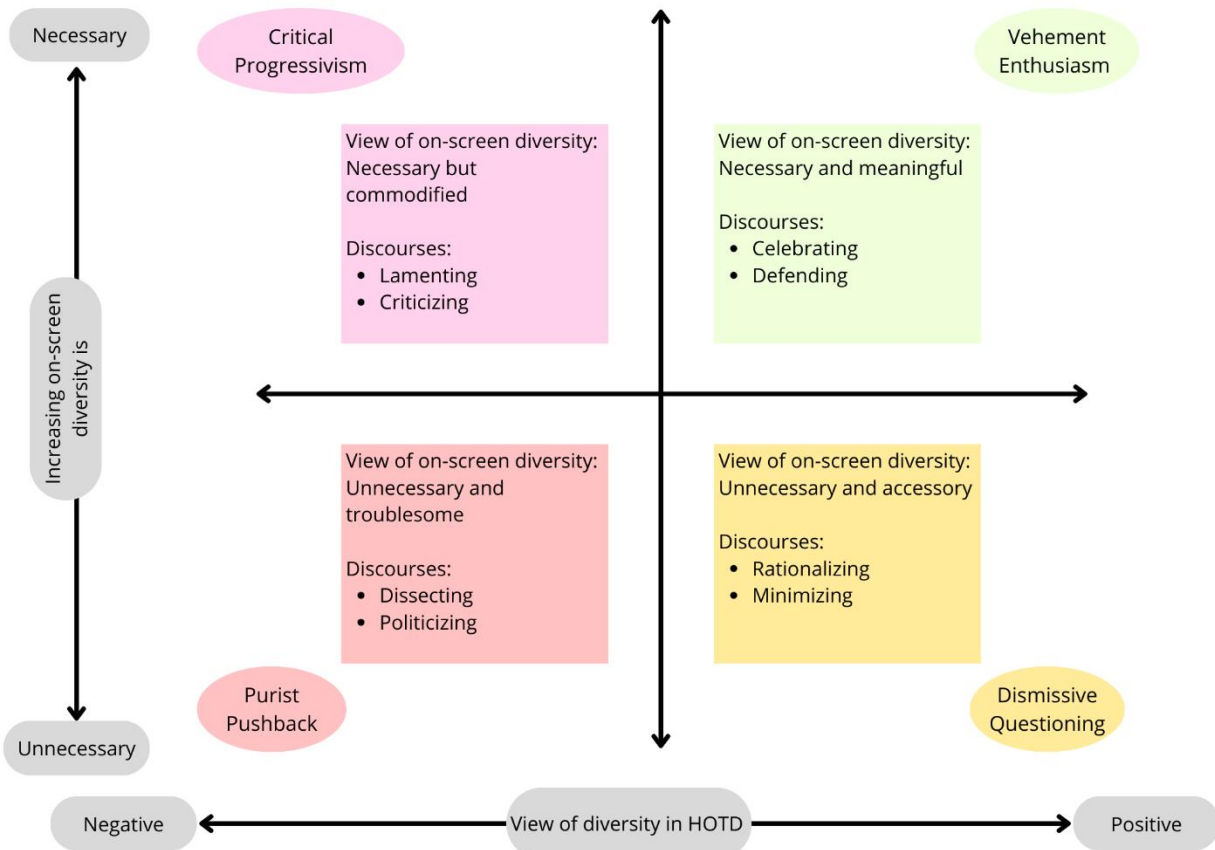 Necessary
Critical
Progressivism
Vehement
Enthusiasm
View of on-screen diversity:
Necessary but
commodified
Discourses:
• Lamenting
• Criticizing
View of on-screen diversity:
Necessary and meaningful
Discourses:
• Celebrating
• Defending
Increasing on-screen
diversity is
View of on-screen diversity:
Unnecessary and
troublesome
Discourses:
• Dissecting
• Politicizing
View of on-screen diversity:
Unnecessary and accessory
Discourses:
• Rationalizing
• Minimizing
Purist
Pushback
Dismissive
Questioning
Unnecessary
Negative
View of diversity in HOTD
Positive